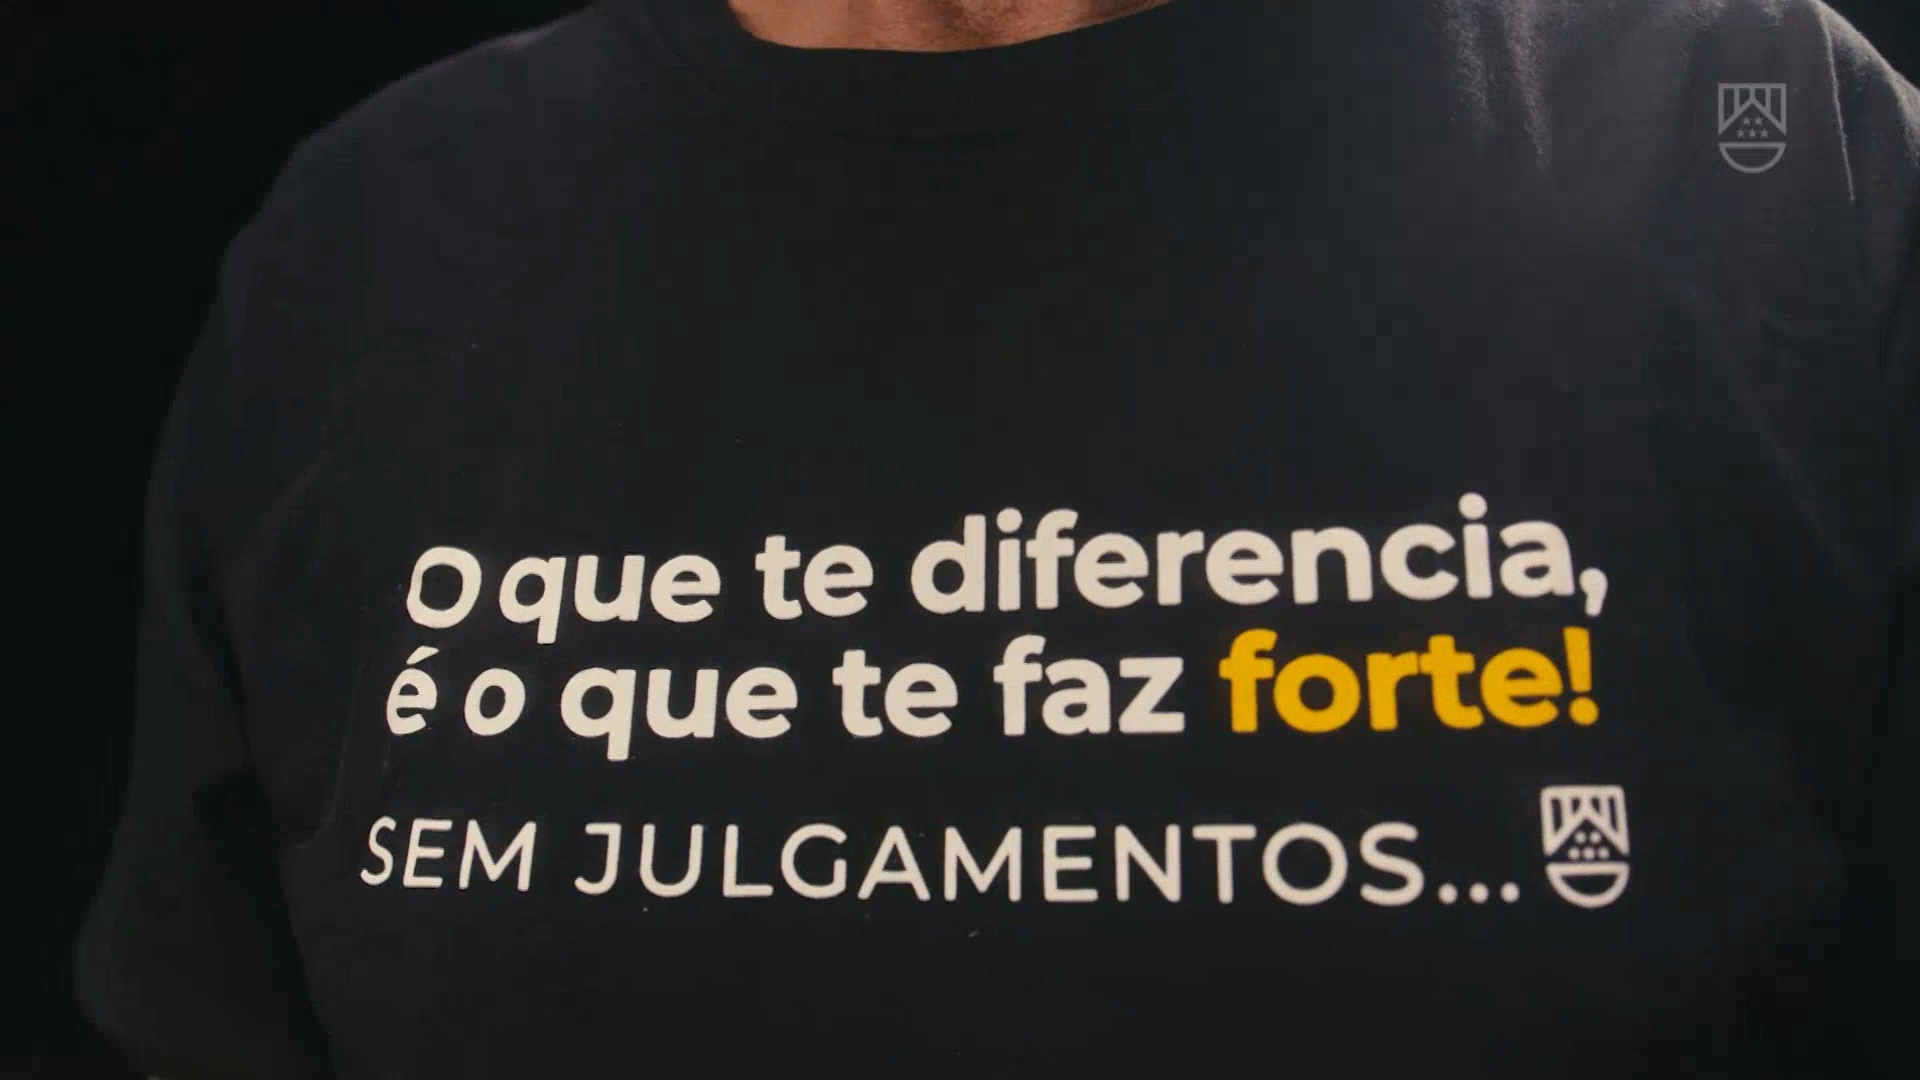 O que te diferencia,
é o que te faz forte!
SEM JULGAMENTOS...